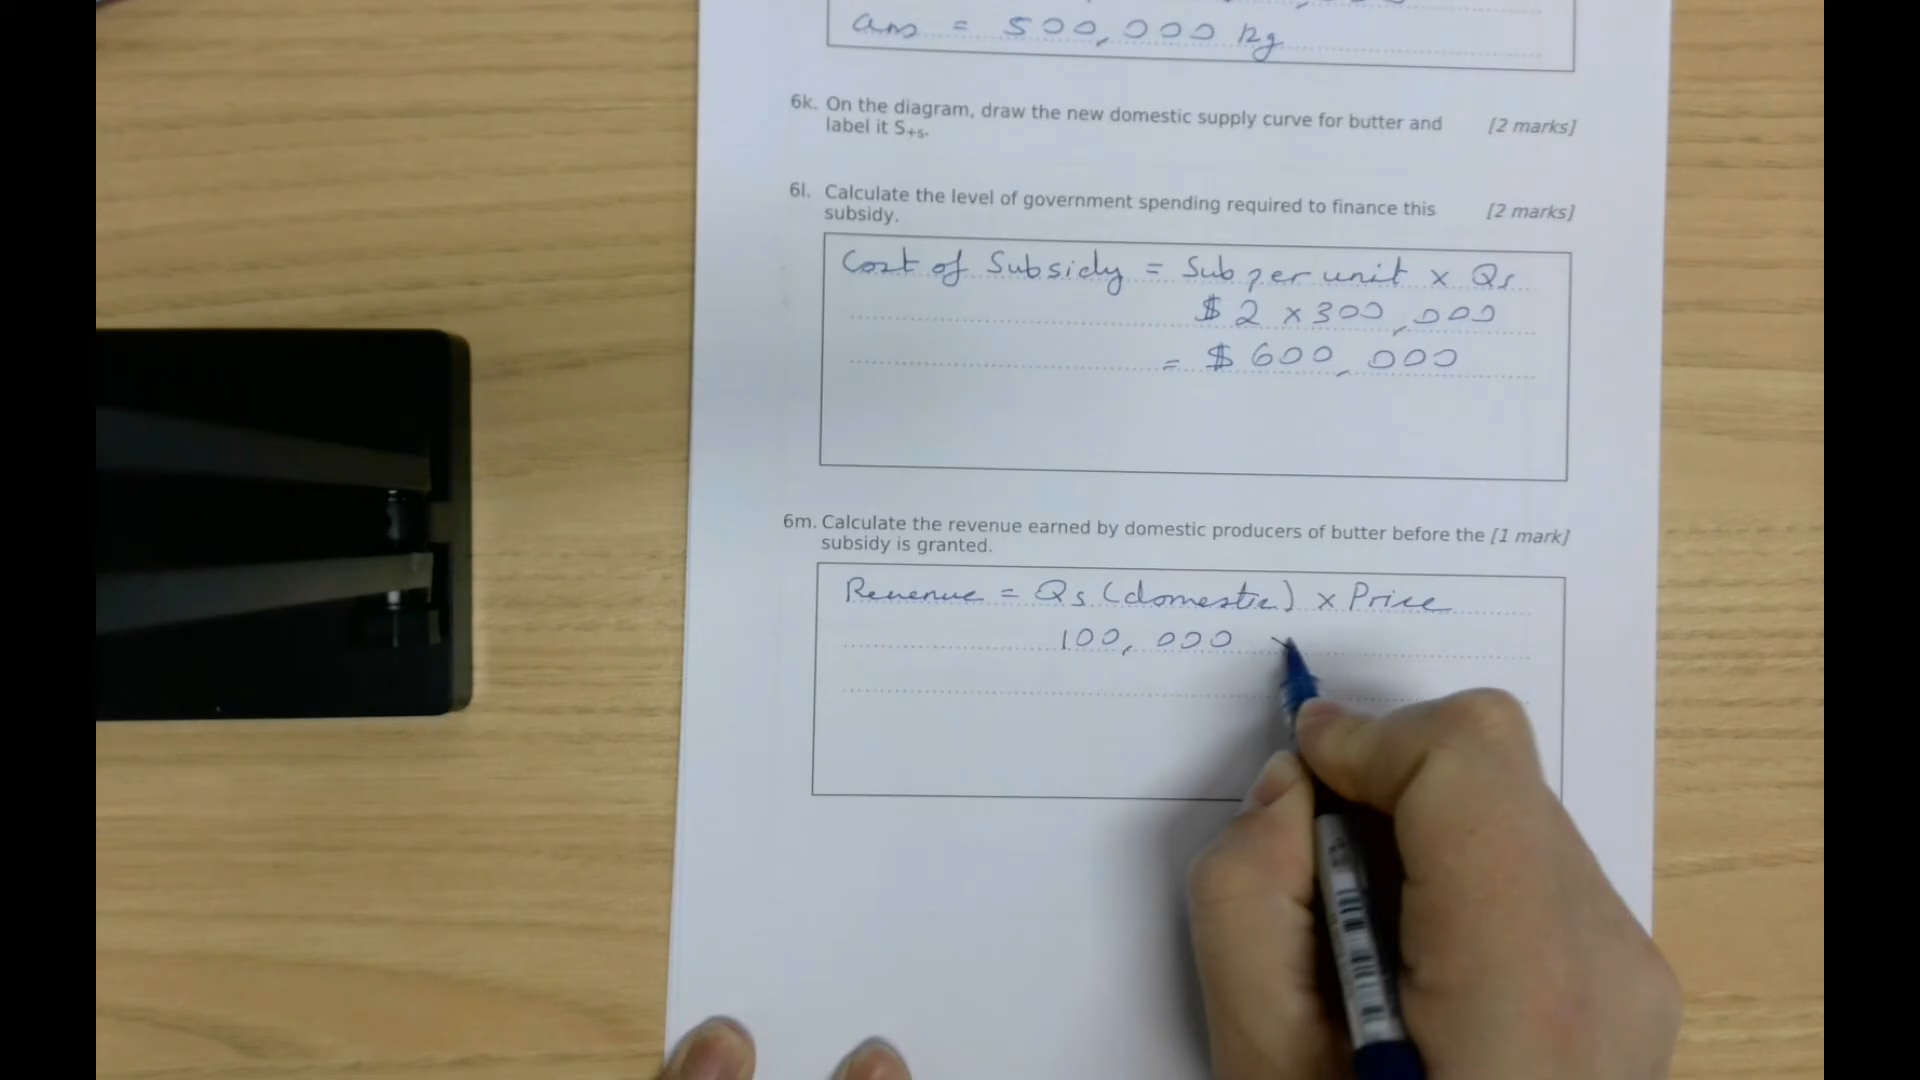 ans = 500,000 kg
6k. On the diagram, draw the new domestic supply curve for butter and [2 marks]
label it S+s.
6l. Calculate the level of government spending required to finance this [2 marks]
subsidy.
Cost of Subsidy = Sub per unit x Qs
$ 2 x 300,000
= $ 600,000
6m. Calculate the revenue earned by domestic producers of butter before the [1 mark]
subsidy is granted.
Revenue = Qs (domestic) x Price
100,000 x